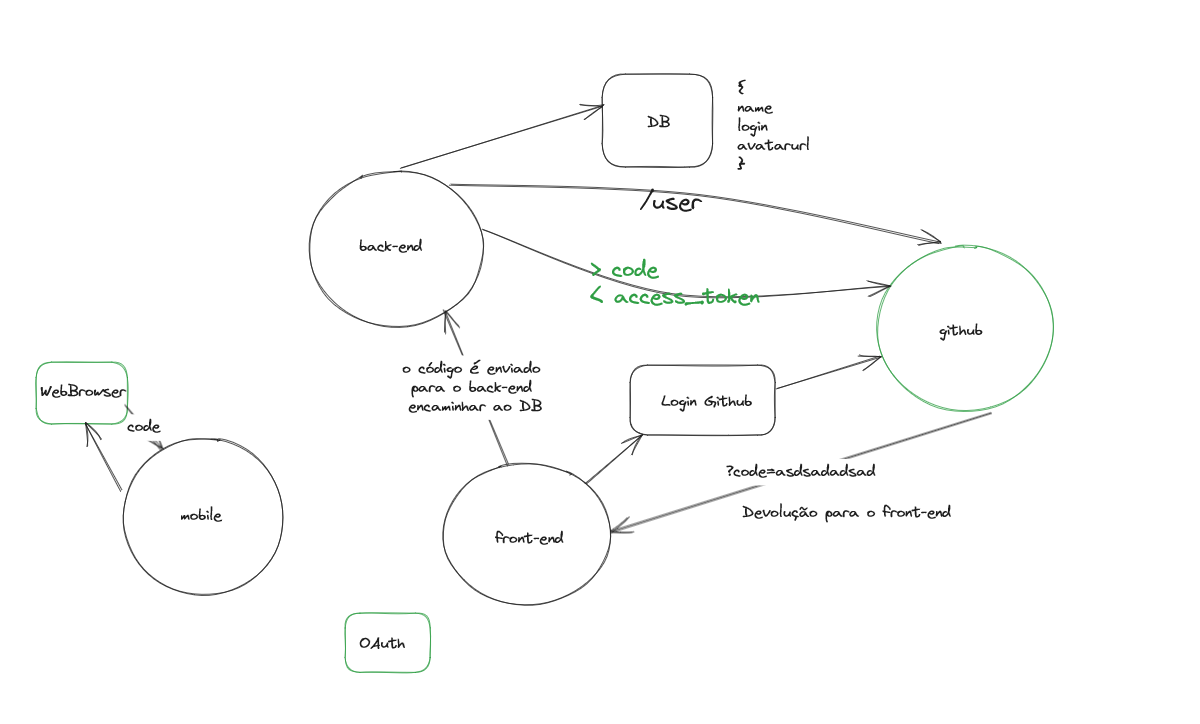 {
name
login
avatarurl
}
DB
/user
back-end
> code
< access_token
github
o código é enviado
para o back-end
encaminhar ao DB
WebBrowser
code
Login Github
?code=asdsadadsad
Devolução para o front-end
mobile
front-end
OAuth